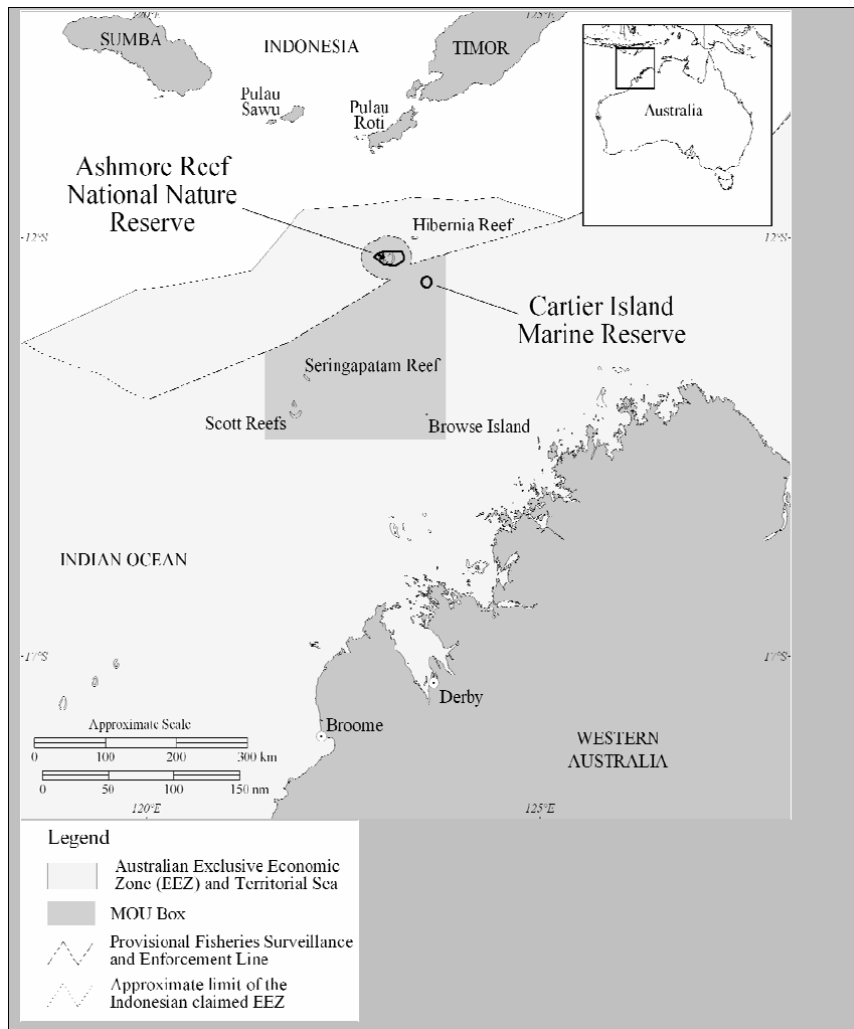 120°E
125°E
SUMBA
INDONESIA
TIMOR
Pulau
Sawu
Pulau
Roti
Australia
Ashmore Reef
National Nature
Reserve
Hibernia Reef
12°S
12°S
Cartier Island
Marine Reserve
Seringapatam Reef
Scott Reefs
Browse Island
INDIAN OCEAN
17°S
17°S
Derby
Broome
WESTERN
AUSTRALIA
Approximate Scale
0 100 200 300 km
0 50 100 150 nm
120°E
125°E
Legend
Australian Exclusive Economic
Zone (EEZ) and Territorial Sea
MOU Box
Provisional Fisheries Surveillance
and Enforcement Line
Approximate limit of the
Indonesian claimed EEZ